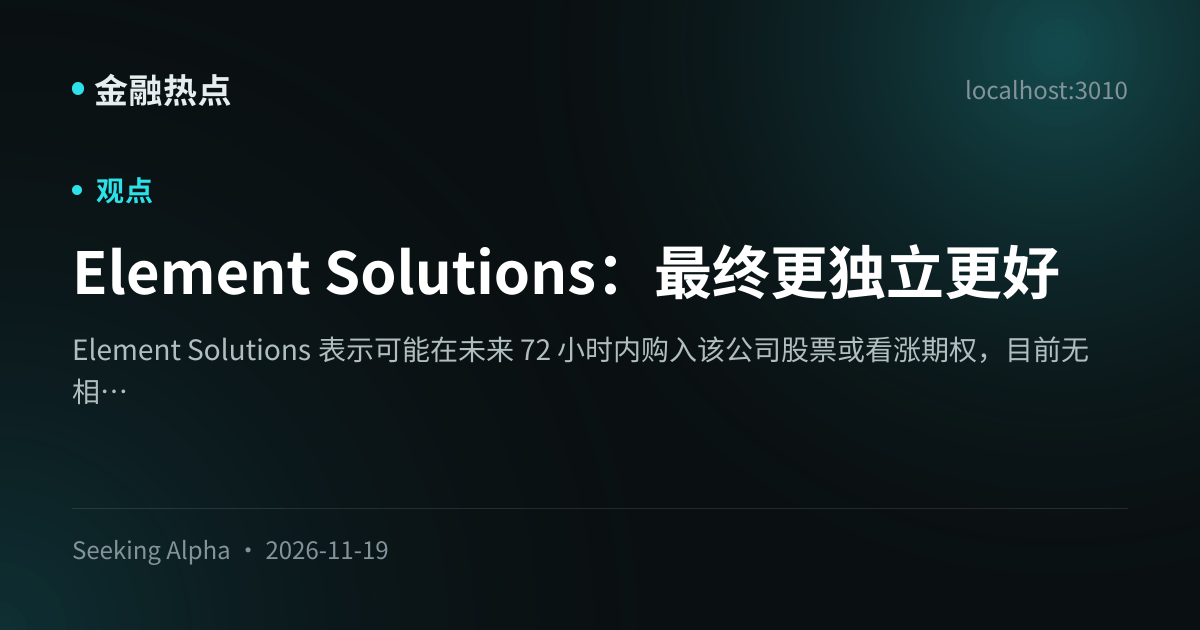 金融热点
localhost:3010
观点
Element Solutions：最终更独立更好
Element Solutions 表示可能在未来 72 小时内购入该公司股票或看涨期权，目前无
相…
Seeking Alpha · 2026-11-19